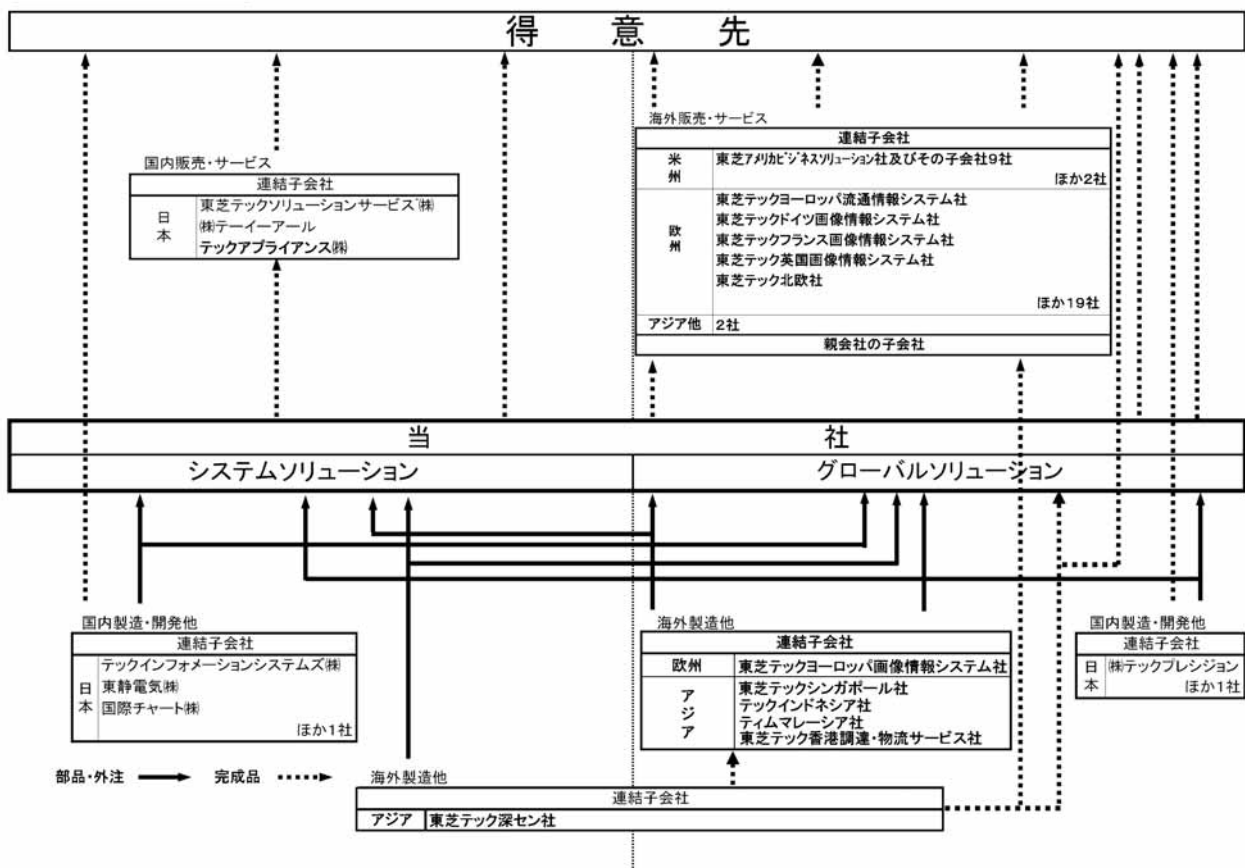 得意先
海外販売・サービス
連結子会社
米州
東芝アメリカビジネスソリューション社及びその子会社9社
ほか2社
欧州
東芝テックヨーロッパ流通情報システム社
東芝テックドイツ画像情報システム社
東芝テックフランス画像情報システム社
東芝テック英国画像情報システム社
東芝テック北欧社
ほか19社
アジア他 2社
親会社の子会社
国内販売・サービス
連結子会社
日本
東芝テックソリューションサービス㈱
㈱テーイーアール
テックアプライアンス㈱
当社
システムソリューション
グローバルソリューション
国内製造・開発他
連結子会社
日本
テックインフォメーションシステムズ㈱
東静電気㈱
国際チャート㈱
ほか1社
海外製造他
連結子会社
欧州 東芝テックヨーロッパ画像情報システム社
アジア
東芝テックシンガポール社
テックインドネシア社
ティムマレーシア社
東芝テック香港調達・物流サービス社
国内製造・開発他
連結子会社
日本
㈱テックプレシジョン
ほか1社
部品・外注
完成品
海外製造他
連結子会社
アジア 東芝テック深セン社